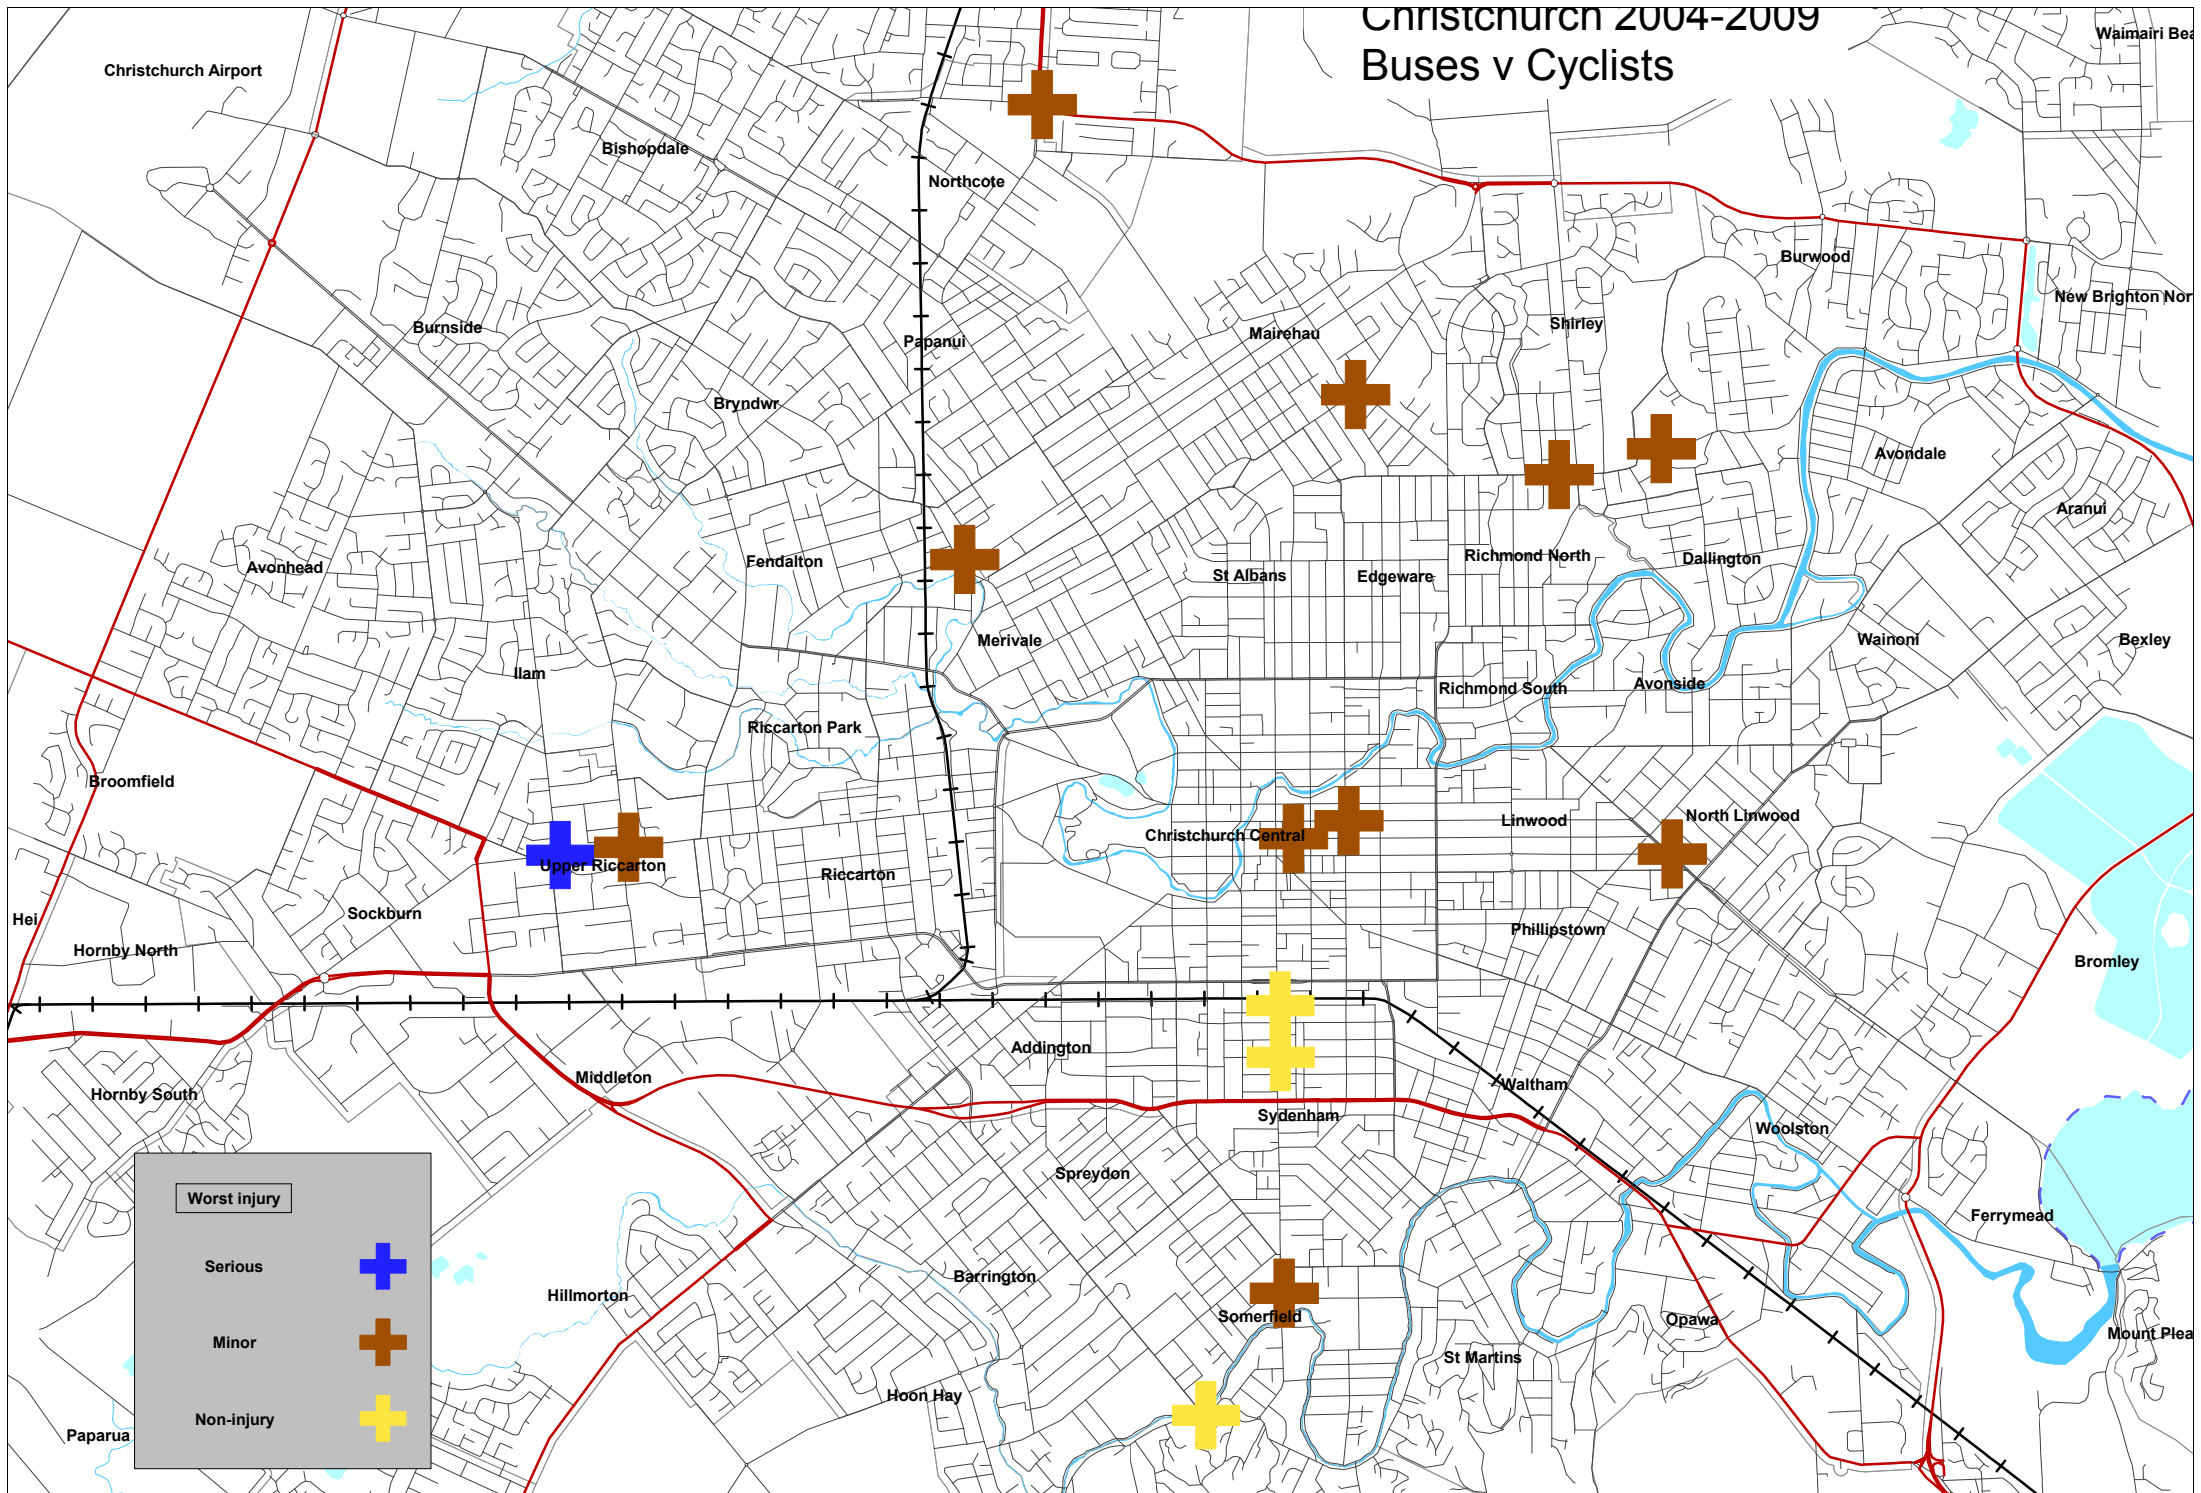 Christchurch 2004-2009
Buses v Cyclists
Waimairi Bea
Christchurch Airport
Bishopdale
Northcote
Burwood
New Brighton Nor
Burnside
Papanui
Mairehau
Shirley
Bryndwr
Avondale
Aranui
Avonhead
Fendalton
St Albans
Edgeware
Richmond North
Dallington
Merivale
Wainoni
Bexley
Ilam
Richmond South
Avonside
Riccarton Park
Broomfield
Christchurch Central
Linwood
North Linwood
Upper Riccarton
Riccarton
Hei
Sockburn
Hornby North
Phillipstown
Bromley
Addington
Middleton
Hornby South
Waltham
Sydenham
Woolston
Spreydon
Ferrymead
Barrington
Hillmorton
Somerfield
Opawa
Mount Plea
St Martins
Hoon Hay
Paparua
Worst injury
Serious
Minor
Non-injury